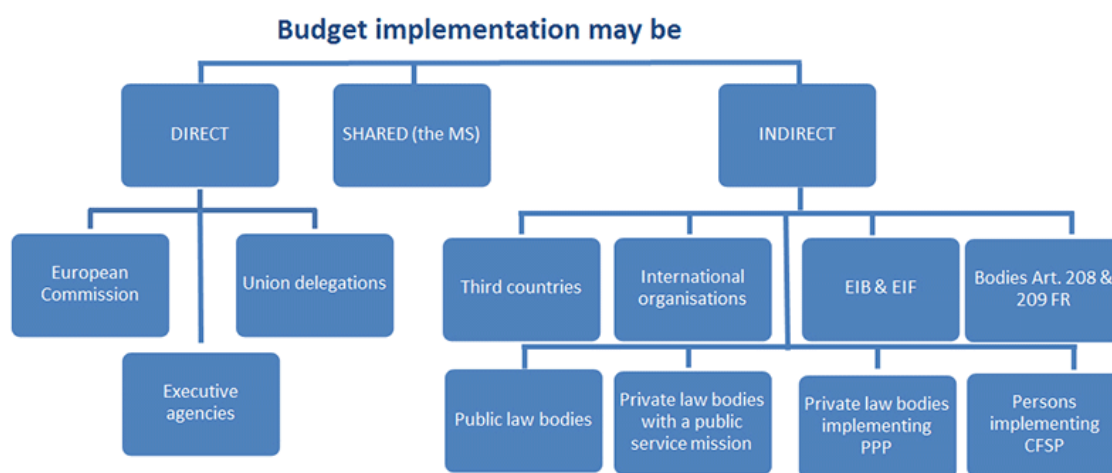 Budget implementation may be
DIRECT
SHARED (the MS)
INDIRECT
European
Commission
Union delegations
Executive
agencies
Third countries
International
organisations
EIB & EIF
Bodies Art. 208 &
209 FR
Public law bodies
Private law bodies
with a public
service mission
Private law bodies
implementing
PPP
Persons
implementing
CFSP